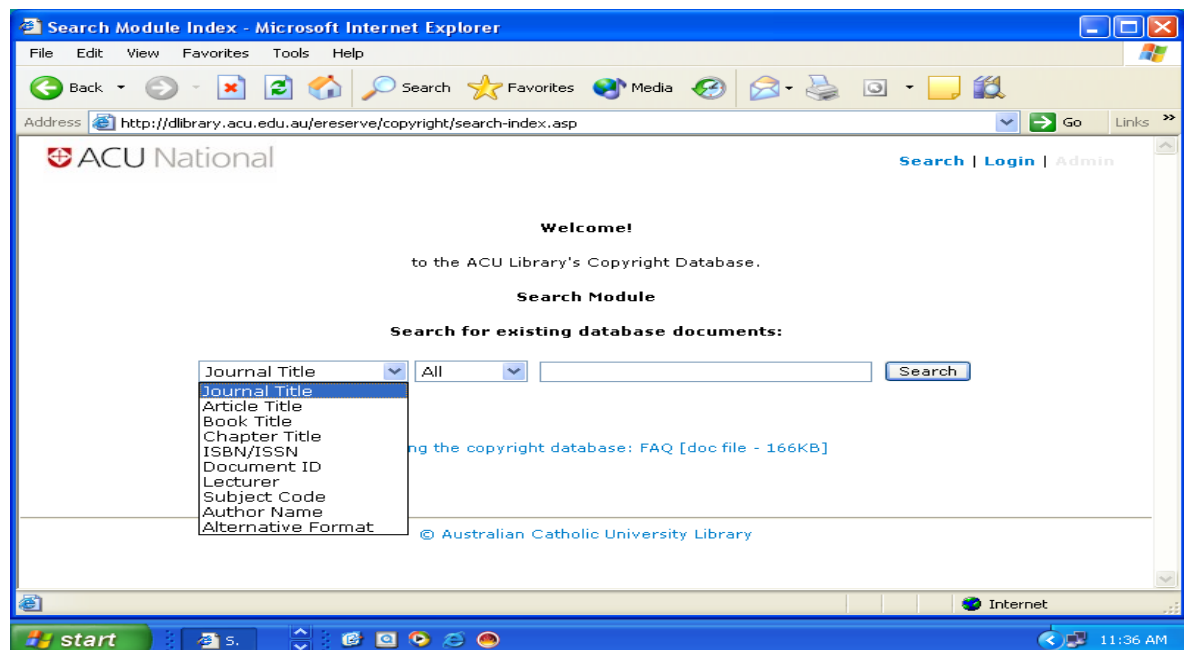 Search Module Index - Microsoft Internet Explorer
File Edit View Favorites Tools Help
Back Search Favorites Media
Address http://dlibrary.acu.edu.au/ereserve/copyright/search-index.asp Go Links »
ACU National
Search | Login | Admin
Welcome!
to the ACU Library's Copyright Database.
Search Module
Search for existing database documents:
Journal Title All Search
Journal Title
Article Title
Book Title
Chapter Title
ISBN/ISSN
ng the copyright database: FAQ [doc file - 166KB]
Document ID
Lecturer
Subject Code
Author Name
Alternative Format
© Australian Catholic University Library
Internet
start S. 11:36 AM